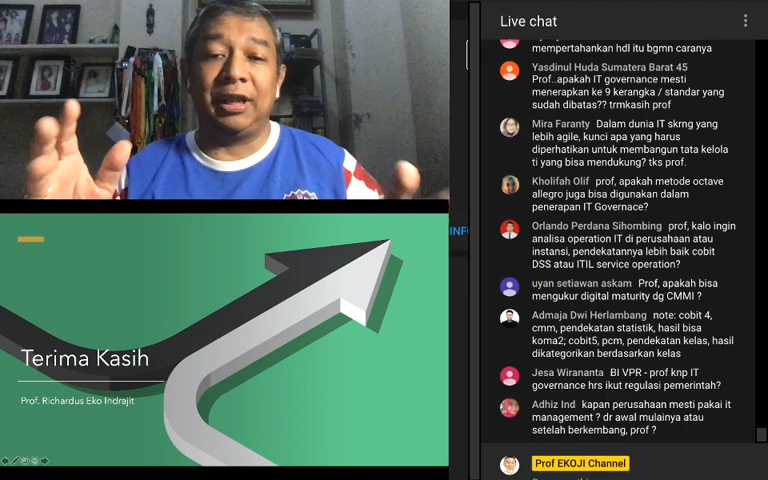 Live chat
mempertahankan hdl itu bgmn caranya
Yasdinul Huda Sumatera Barat 45
Prof..apakah IT governance mesti
menerapkan ke 9 kerangka / standar yang
sudah dibatas?? trmkasih prof
Mira Faranty Dalam dunia IT skrng yang
lebih agile, kunci apa yang harus
diperhatikan untuk membangun tata kelola
ti yang bisa mendukung? tks prof.
Kholifah Olif prof, apakah metode octave
allegro juga bisa digunakan dalam
penerapan IT Governace?
Orlando Perdana Sihombing prof, kalo ingin
analisa operation IT di perusahaan atau
instansi, pendekatannya lebih baik cobit
DSS atau ITIL service operation?
uyan setiawan askam Prof, apakah bisa
mengukur digital maturity dg CMMI ?
Admaja Dwi Herlambang note: cobit 4,
cmm, pendekatan statistik, hasil bisa
koma2; cobit5, pcm, pendekatan kelas, hasil
dikategorikan berdasarkan kelas
Jesa Wirananta BI VPR - prof knp IT
governance hrs ikut regulasi pemerintah?
Adhiz Ind kapan perusahaan mesti pakai it
management ? dr awal mulainya atau
setelah berkembang, prof ?
Prof EKOJI Channel
INF
Terima Kasih
Prof. Richardus Eko Indrajit